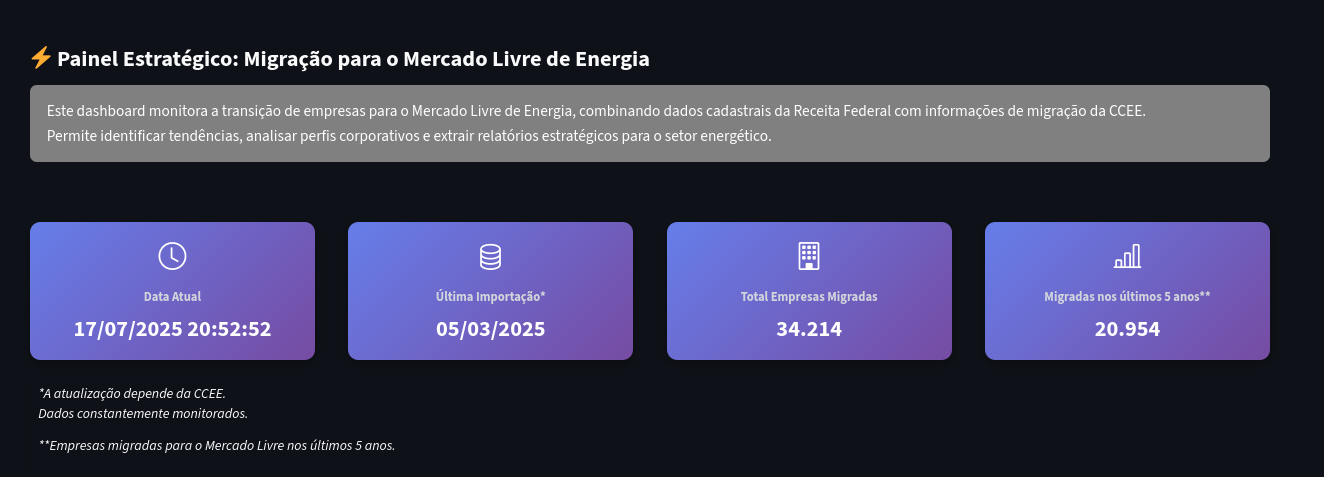 ⚡ Painel Estratégico: Migração para o Mercado Livre de Energia
Este dashboard monitora a transição de empresas para o Mercado Livre de Energia, combinando dados cadastrais da Receita Federal com informações de migração da CCEE.
Permite identificar tendências, analisar perfis corporativos e extrair relatórios estratégicos para o setor energético.
Data Atual
17/07/2025 20:52:52
Última Importação*
05/03/2025
Total Empresas Migradas
34.214
Migradas nos últimos 5 anos**
20.954
*A atualização depende da CCEE.
Dados constantemente monitorados.
**Empresas migradas para o Mercado Livre nos últimos 5 anos.